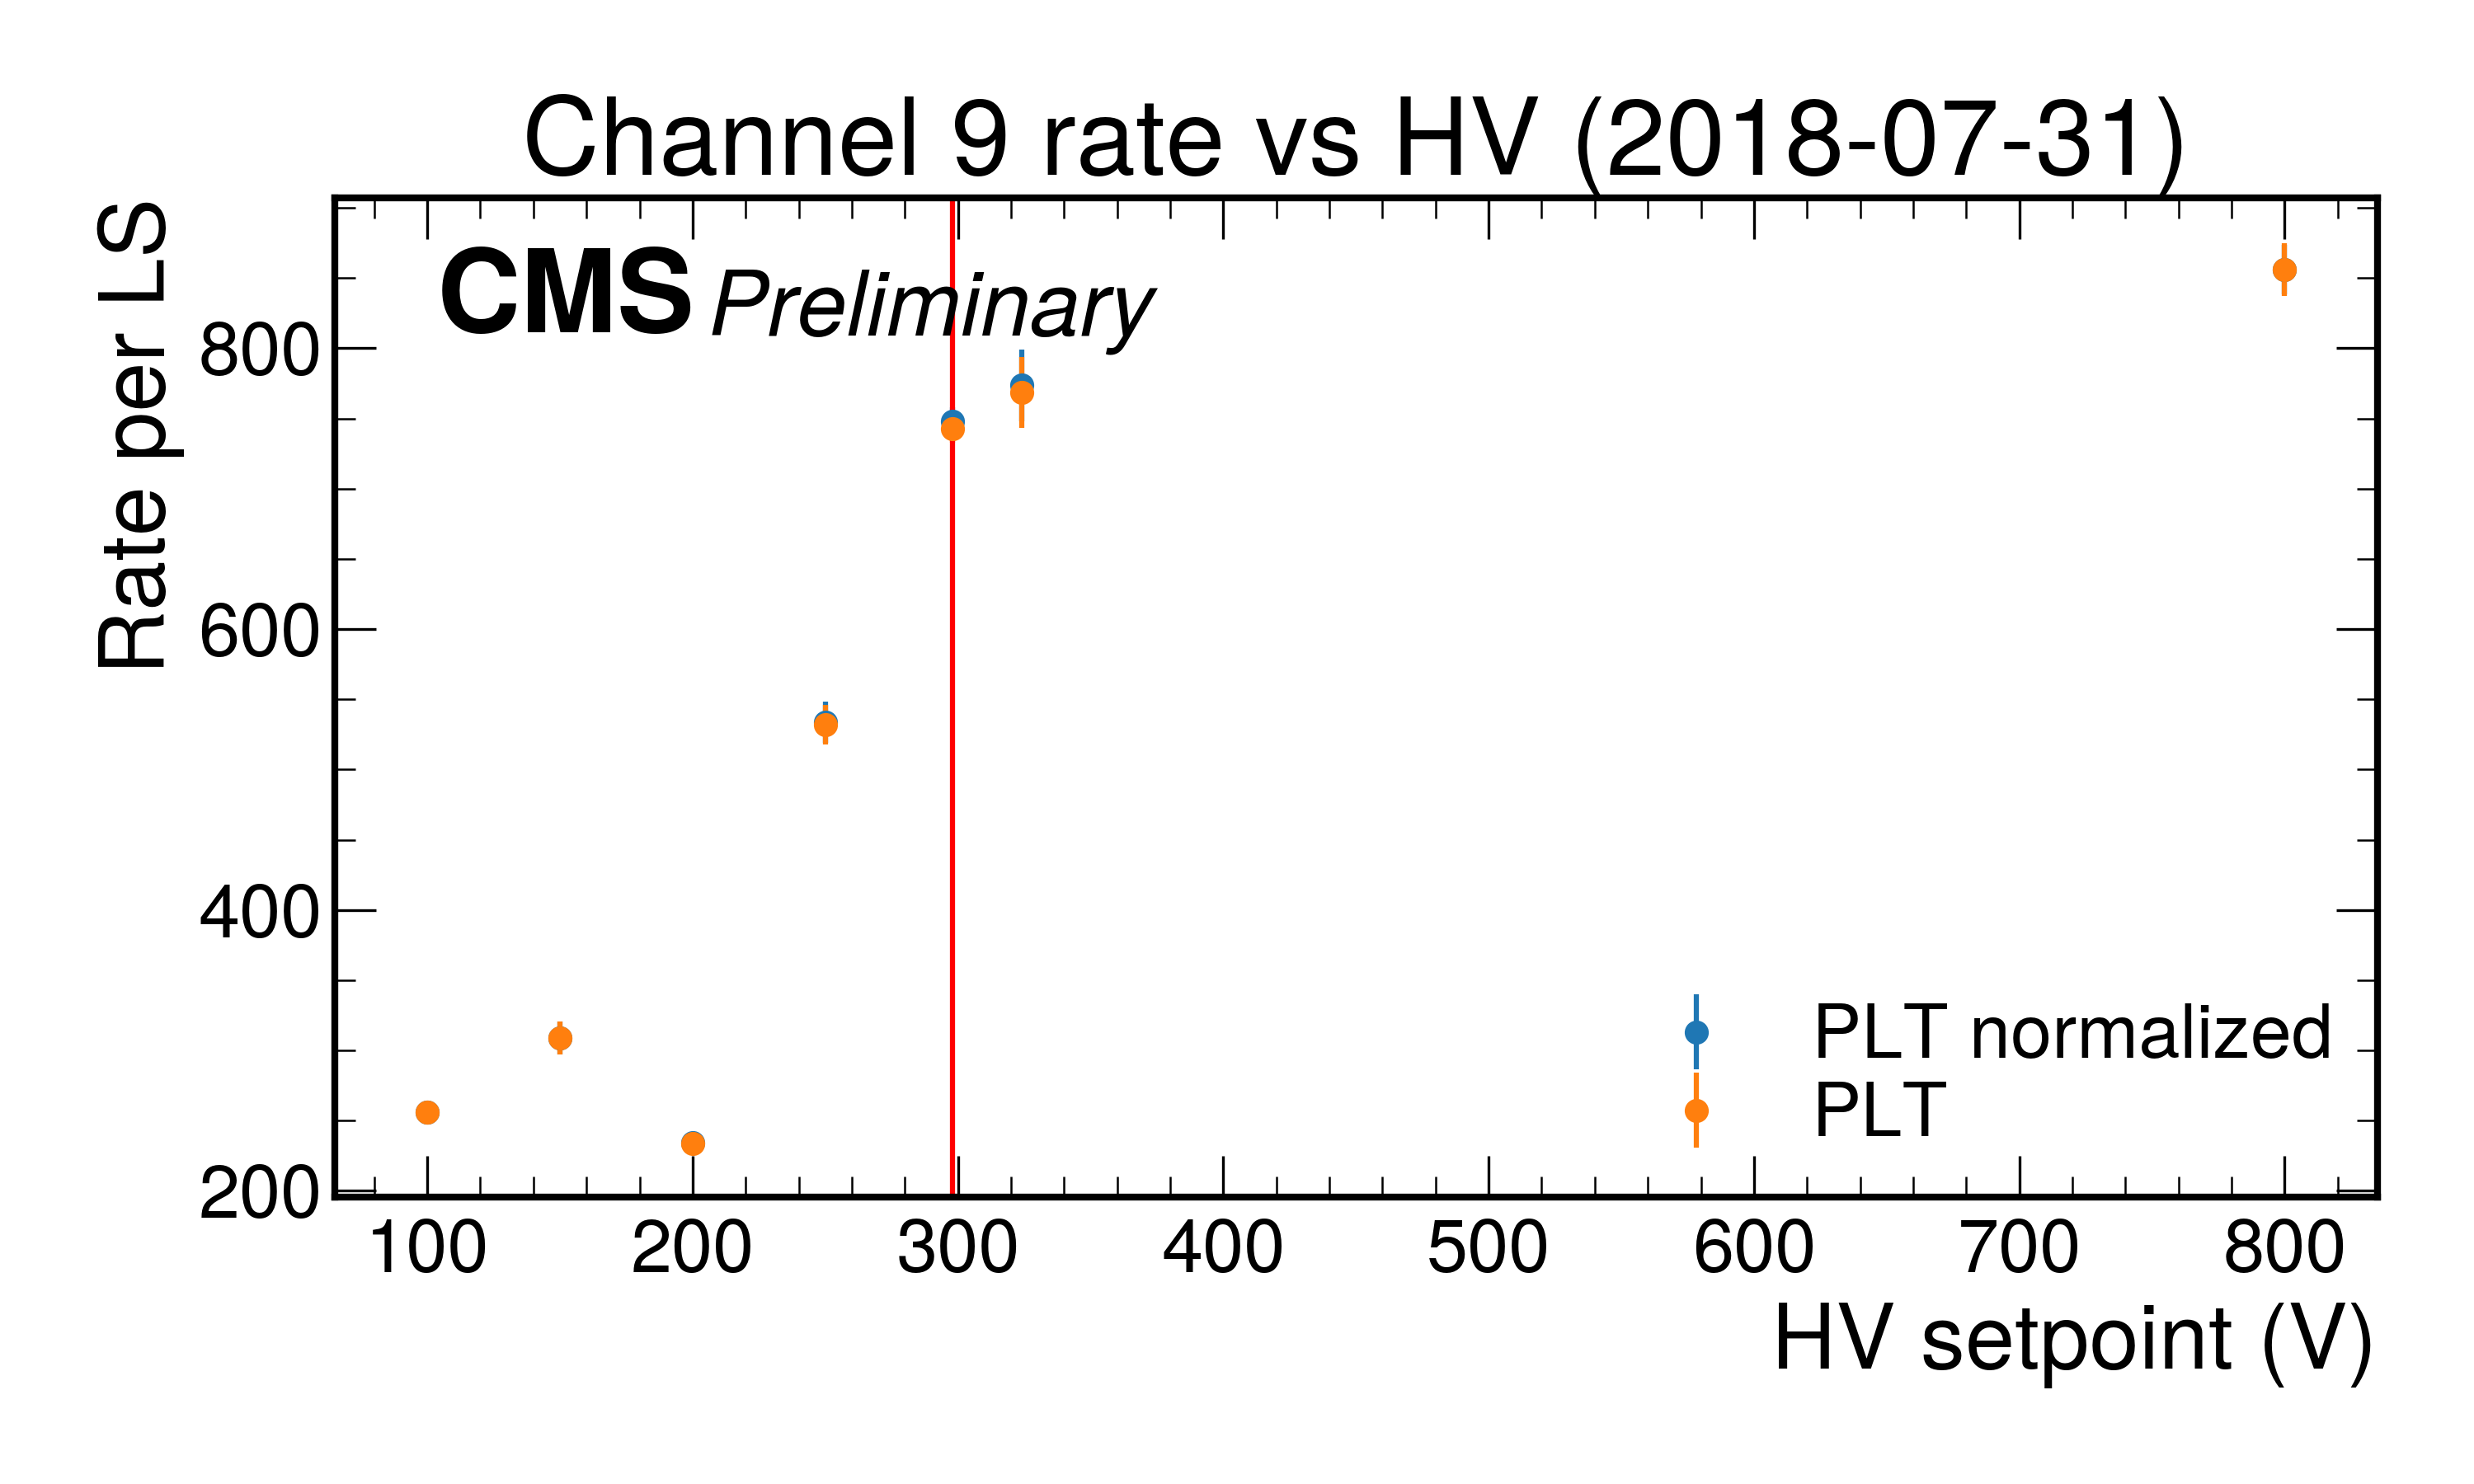 Channel 9 rate vs HV (2018-07-31)
CMS Preliminary
Rate per LS
800
600
400
200
PLT normalized
PLT
100 200 300 400 500 600 700 800
HV setpoint (V)